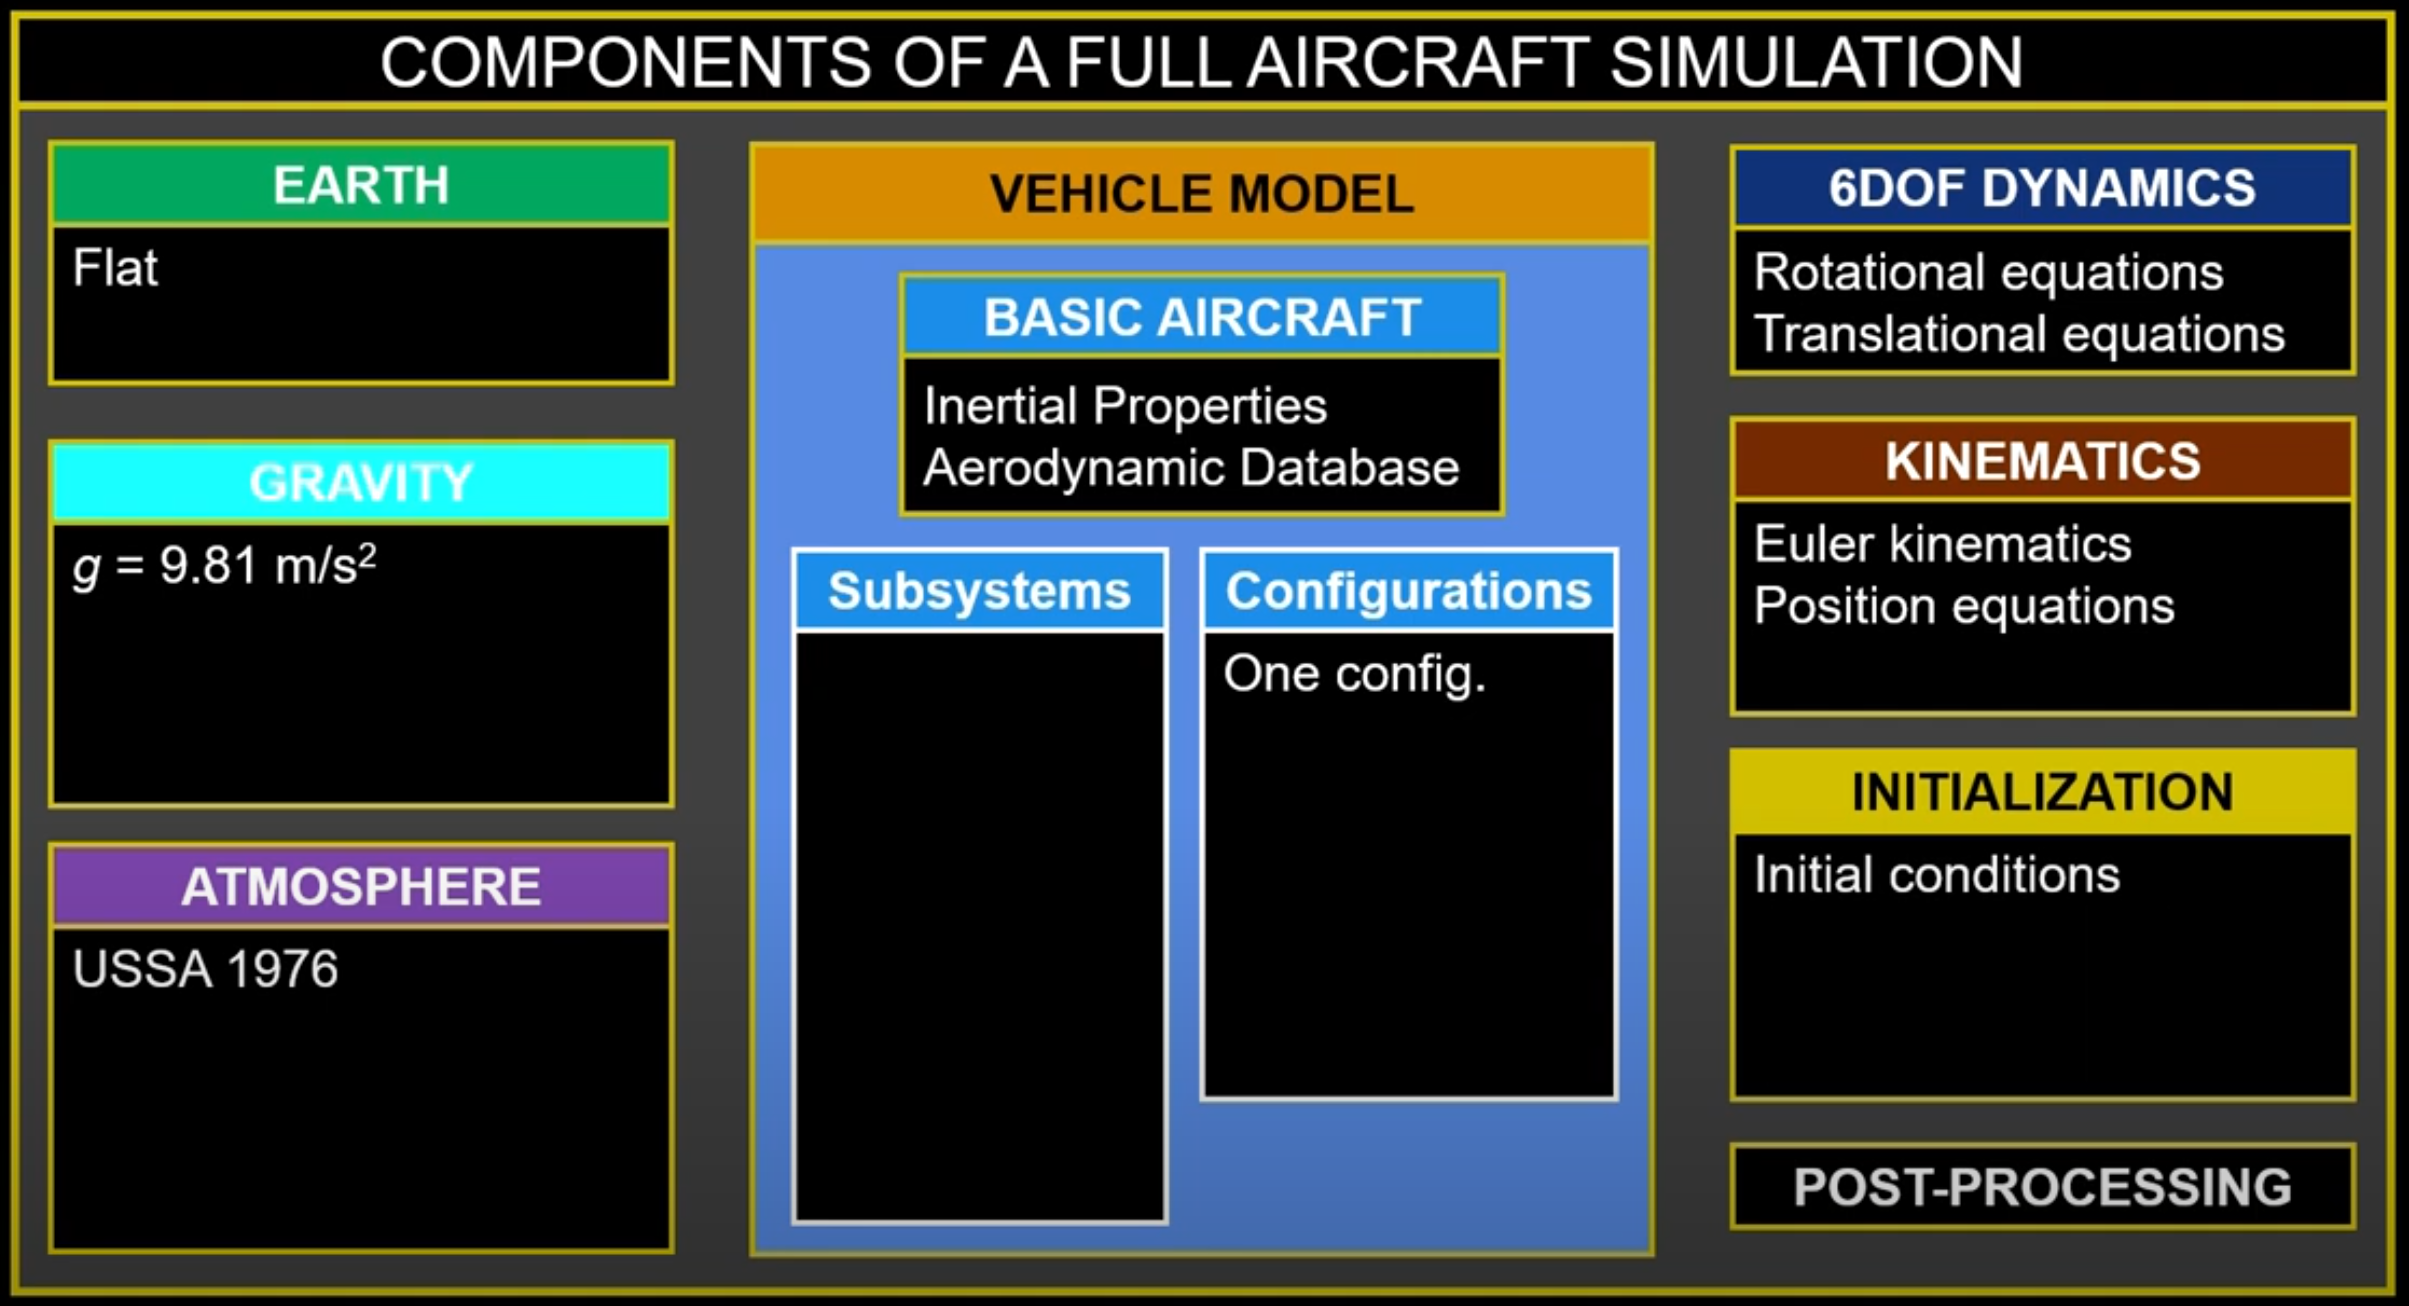 COMPONENTS OF A FULL AIRCRAFT SIMULATION
EARTH
Flat
GRAVITY
g = 9.81 m/s²
ATMOSPHERE
USSA 1976
VEHICLE MODEL
BASIC AIRCRAFT
Inertial Properties
Aerodynamic Database
Subsystems
Configurations
One config.
6DOF DYNAMICS
Rotational equations
Translational equations
KINEMATICS
Euler kinematics
Position equations
INITIALIZATION
Initial conditions
POST-PROCESSING